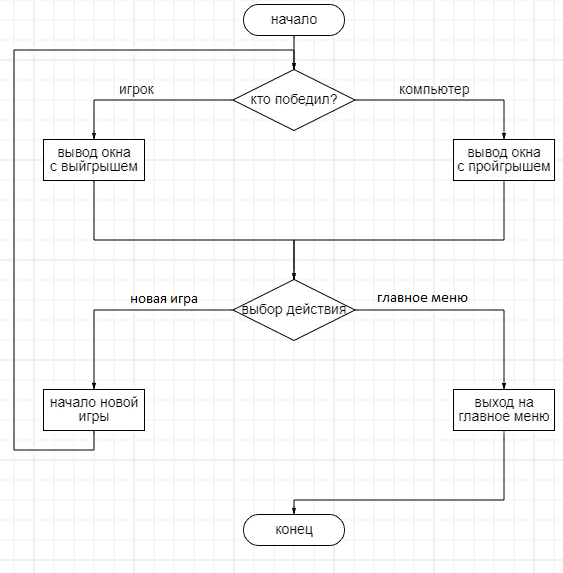 начало
игрок
кто победил?
компьютер
вывод окна
с выйгрышем
вывод окна
с пройгрышем
новая игра
выбор действия
главное меню
начало новой
игры
выход на
главное меню
конец